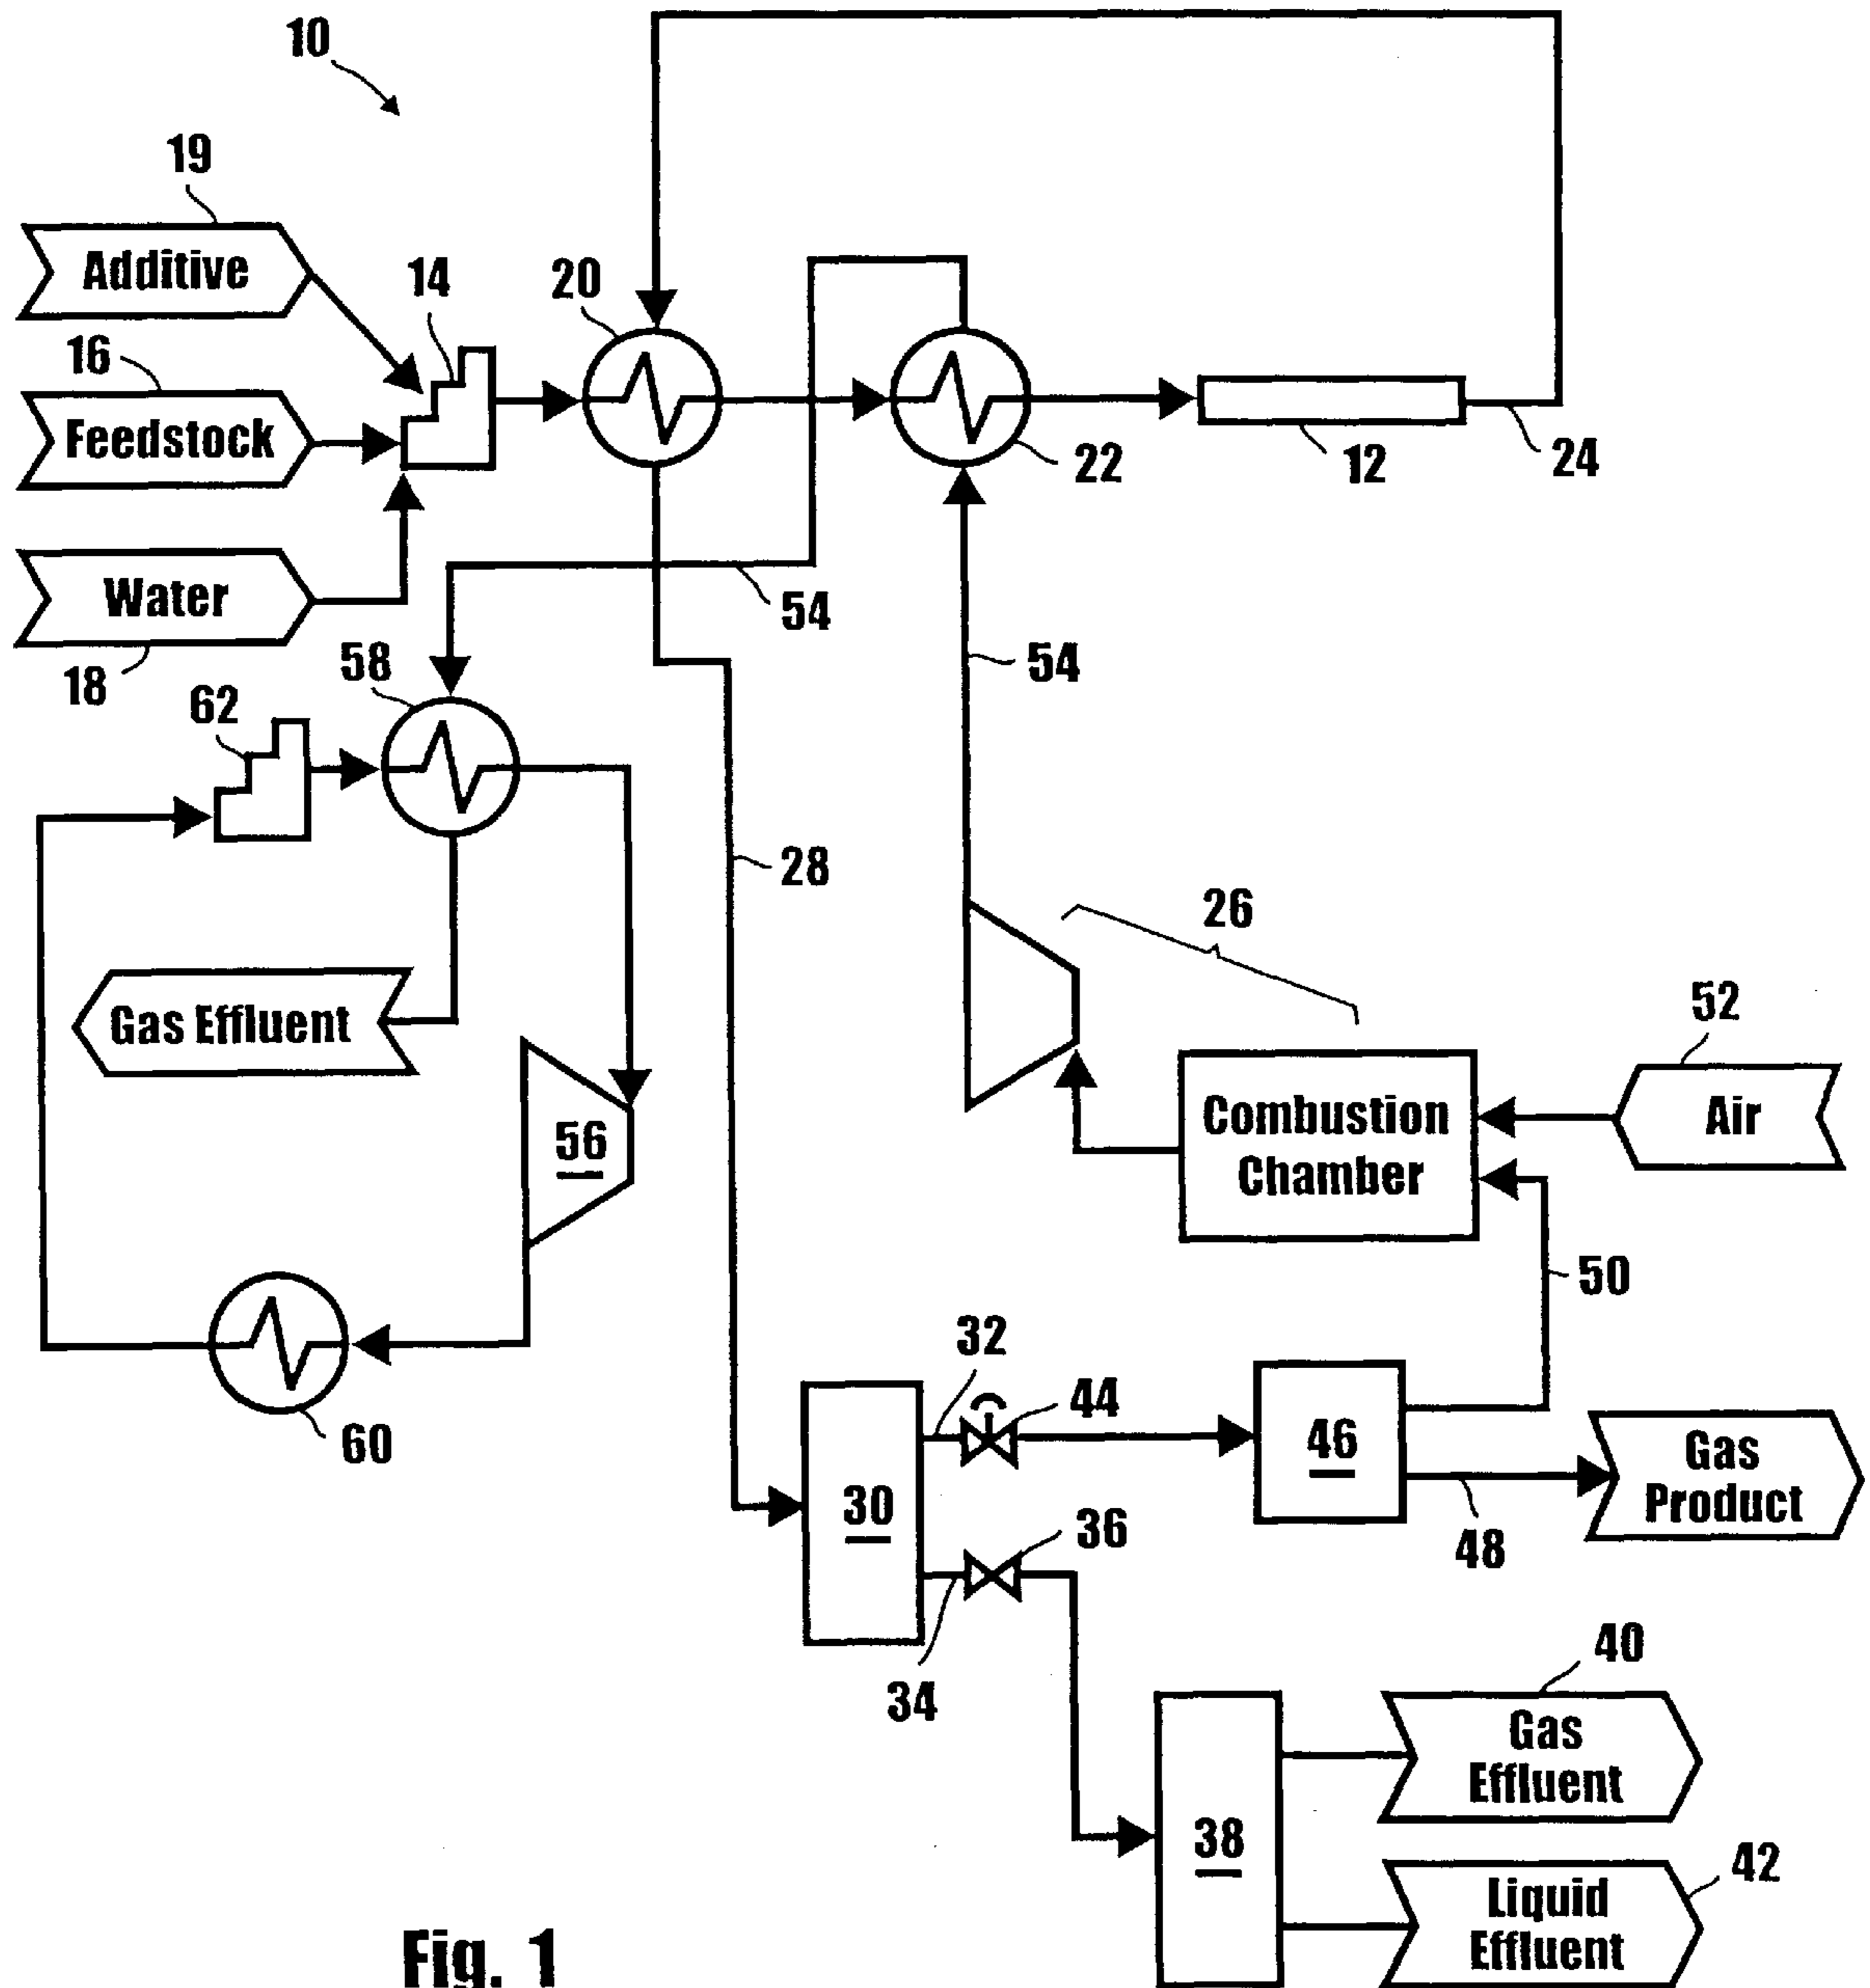 10
19
Additive
14
20
16
Feedstock
22
12
24
Water
18
54
54
58
62
28
26
Gas Effluent
52
Air
Combustion
Chamber
56
50
32
44
60
30
46
Gas
Product
36
48
34
40
Gas
Effluent
38
42
Liquid
Effluent
Fig. 1